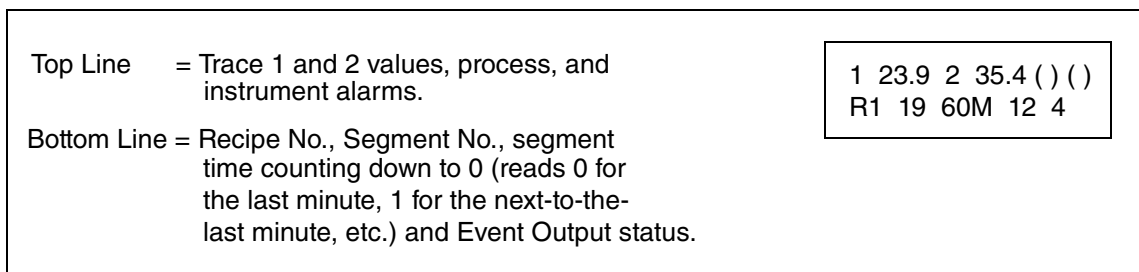 Top Line = Trace 1 and 2 values, process, and
instrument alarms.
Bottom Line = Recipe No., Segment No., segment
time counting down to 0 (reads 0 for
the last minute, 1 for the next-to-the-
last minute, etc.) and Event Output status.
1 23.9 2 35.4 ( ) ( )
R1 19 60M 12 4